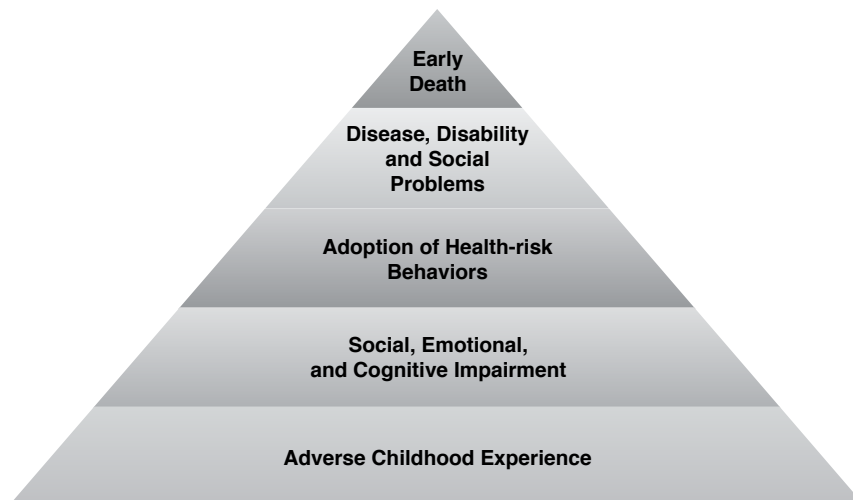 Early
Death
Disease, Disability
and Social
Problems
Adoption of Health-risk
Behaviors
Social, Emotional,
and Cognitive Impairment
Adverse Childhood Experience